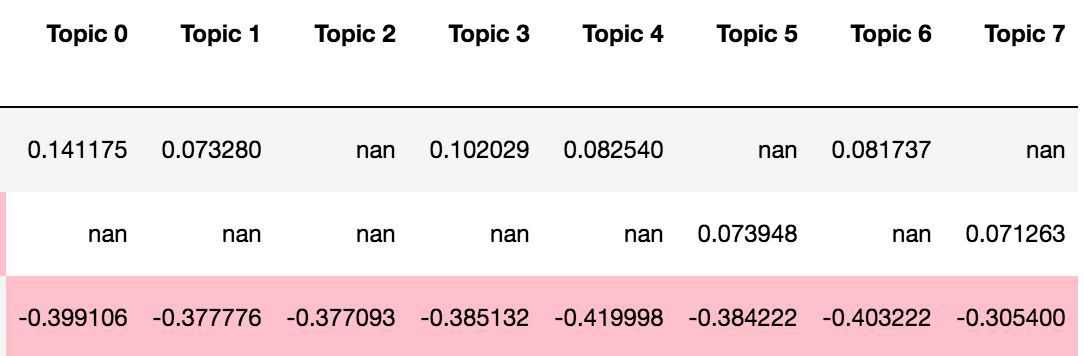 Topic 0 Topic 1 Topic 2 Topic 3 Topic 4 Topic 5 Topic 6 Topic 7
0.141175 0.073280 nan 0.102029 0.082540 nan 0.081737 nan
nan nan nan nan nan 0.073948 nan 0.071263
-0.399106 -0.377776 -0.377093 -0.385132 -0.419998 -0.384222 -0.403222 -0.305400